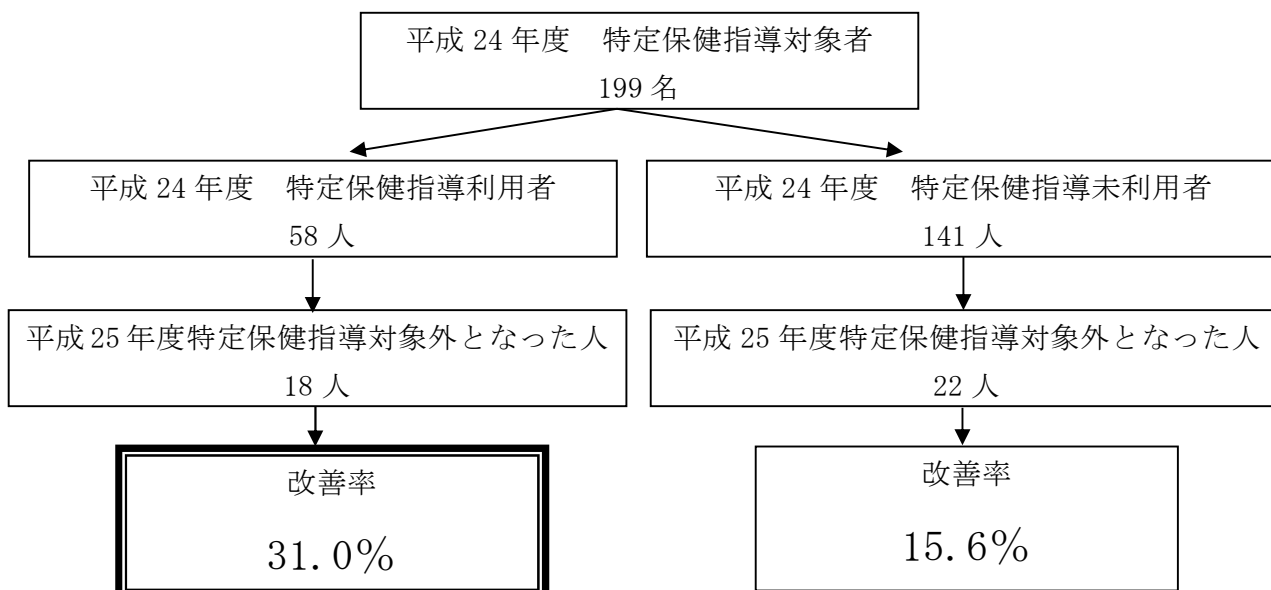 平成 24 年度　特定保健指導対象者
199 名
平成 24 年度　特定保健指導利用者
58 人
平成 24 年度　特定保健指導未利用者
141 人
平成 25 年度特定保健指導対象外となった人
18 人
平成 25 年度特定保健指導対象外となった人
22 人
改善率
31.0％
改善率
15.6％